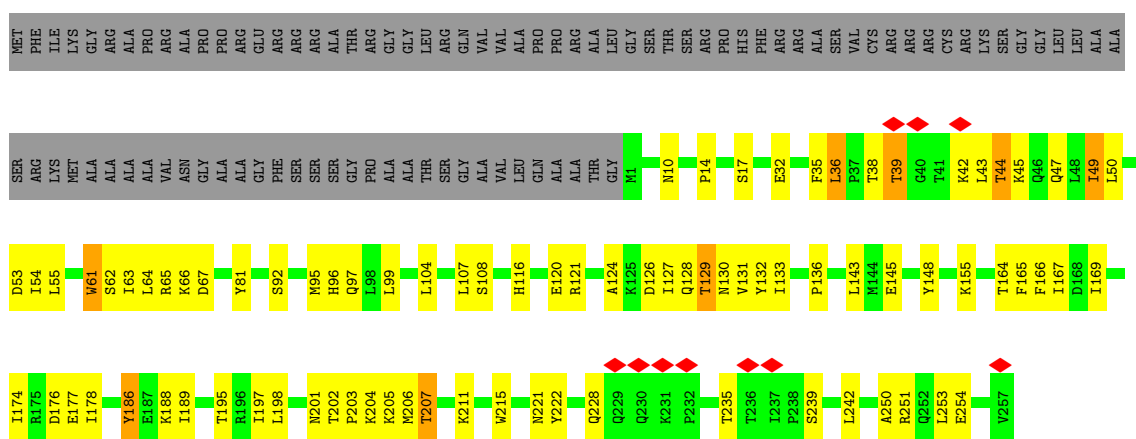 MET PHE ILE LYS GLY ARG ALA PRO ARG ALA PRO PRO ARG GLU ARG ARG ARG ALA THR ARG GLY GLY LEU ARG GLN VAL VAL ALA PRO PRO ARG ALA LEU GLY SER THR SER ARG PRO HIS PHE ARG ARG ALA SER VAL CYS ARG ARG ARG CYS ARG LYS SER GLY GLY LEU LEU ALA ALA
SER ARG LYS MET ALA ALA ALA ALA VAL ASN GLY ALA ALA GLY PHE SER SER SER GLY PRO ALA ALA THR SER GLY ALA VAL LEU GLN ALA ALA THR GLY M1 N10 P14 S17 E32 F35 L36 P37 T38 T39 G40 T41 K42 L43 T44 K45 Q46 Q47 L48 I49 L50
D53 I54 L55 W61 S62 I63 L64 R65 K66 D67 Y81 S92 M95 H96 Q97 L98 L99 L104 L107 S108 H116 E120 R121 A124 K125 D126 I127 Q128 T129 N130 V131 Y132 I133 P136 L143 M144 E145 Y148 K155 T164 F165 F166 I167 D168 I169
I174 R175 D176 E177 I178 Y186 E187 K188 I189 T195 R196 I197 L198 N201 T202 P203 K204 K205 M206 T207 K211 W215 N221 Y222 Q228 Q229 Q230 K231 P232 T235 T236 I237 P238 S239 L242 A250 R251 Q252 L253 E254 V257